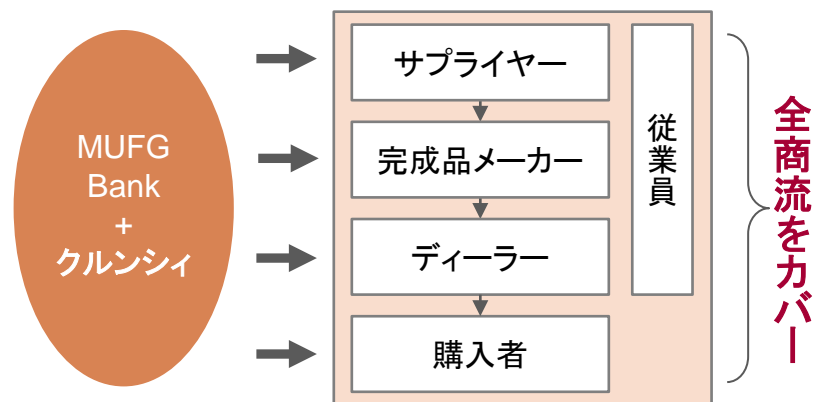 MUFG
Bank
+
クルンシィ
サプライヤー
完成品メーカー
ディーラー
購入者
従業員
全商流をカバー